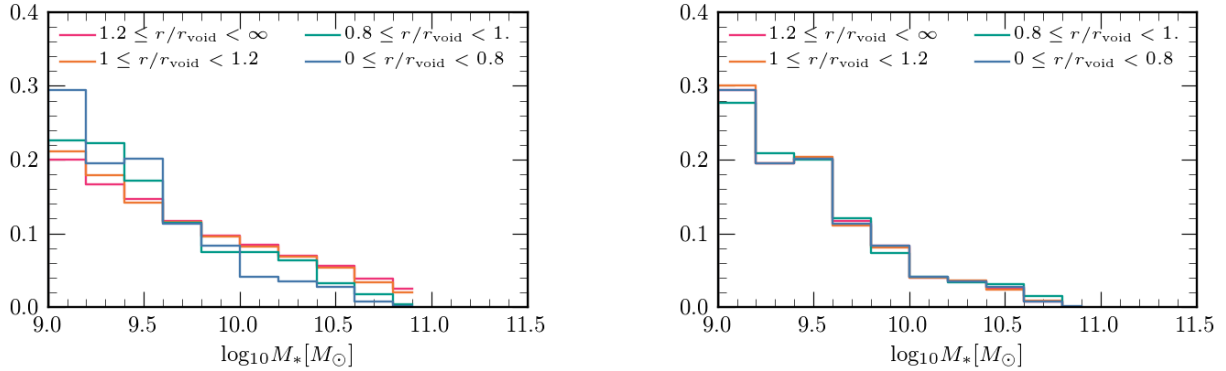 0.4
1.2 ≤ r/r_void < ∞
0.8 ≤ r/r_void < 1.
1 ≤ r/r_void < 1.2
0 ≤ r/r_void < 0.8
0.3
0.2
0.1
0.0
9.0 9.5 10.0 10.5 11.0 11.5
log₁₀M*[M⊙]
0.4
1.2 ≤ r/r_void < ∞
0.8 ≤ r/r_void < 1.
1 ≤ r/r_void < 1.2
0 ≤ r/r_void < 0.8
0.3
0.2
0.1
0.0
9.0 9.5 10.0 10.5 11.0 11.5
log₁₀M*[M⊙]